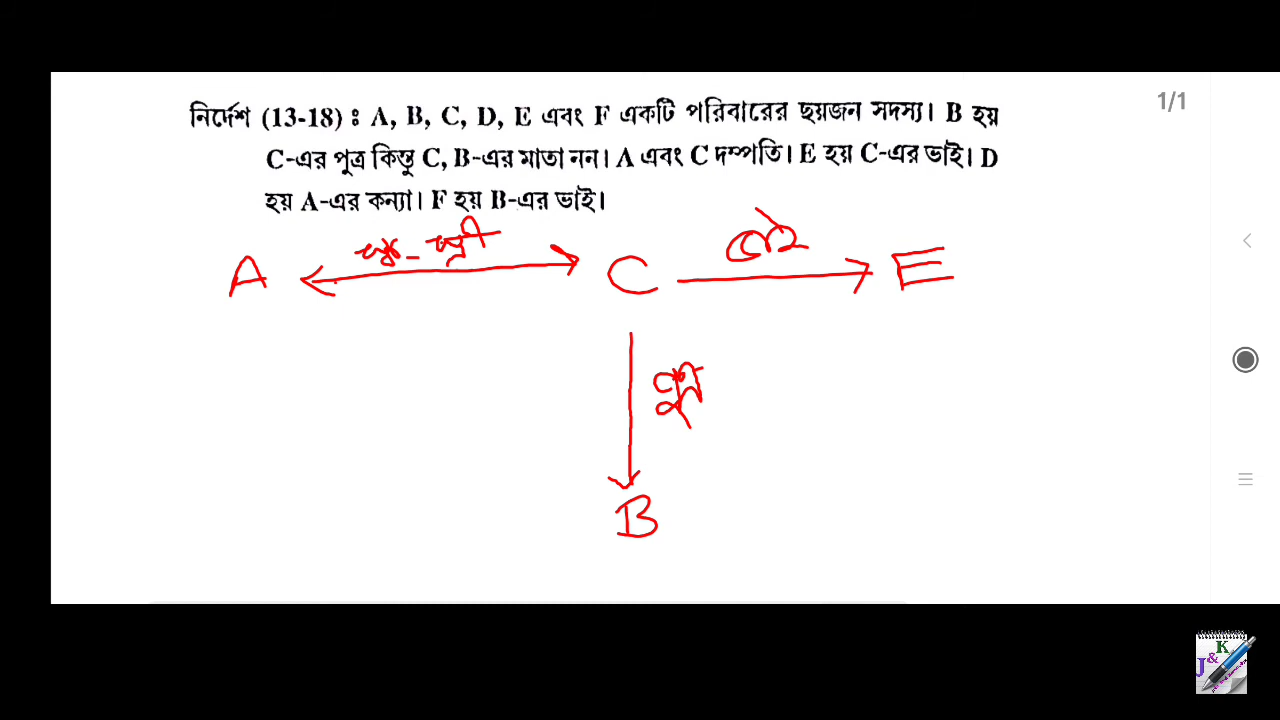 1/1
নির্দেশ (13-18) : A, B, C, D, E এবং F একটি পরিবারের ছয়জন সদস্য। B হয়
C-এর পুত্র কিন্তু C, B-এর মাতা নন। A এবং C দম্পতি। E হয় C-এর ভাই। D
হয় A-এর কন্যা। F হয় B-এর ভাই।
ভাই
A C E
পুত্র
B
J&K